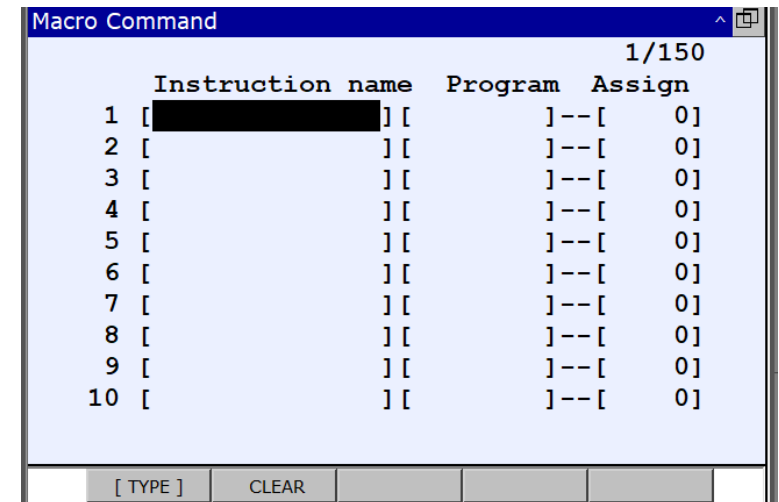 Macro Command ^
1/150
Instruction name Program Assign
1 [ ][ ]--[ 0]
2 [ ][ ]--[ 0]
3 [ ][ ]--[ 0]
4 [ ][ ]--[ 0]
5 [ ][ ]--[ 0]
6 [ ][ ]--[ 0]
7 [ ][ ]--[ 0]
8 [ ][ ]--[ 0]
9 [ ][ ]--[ 0]
10 [ ][ ]--[ 0]
[ TYPE ] CLEAR